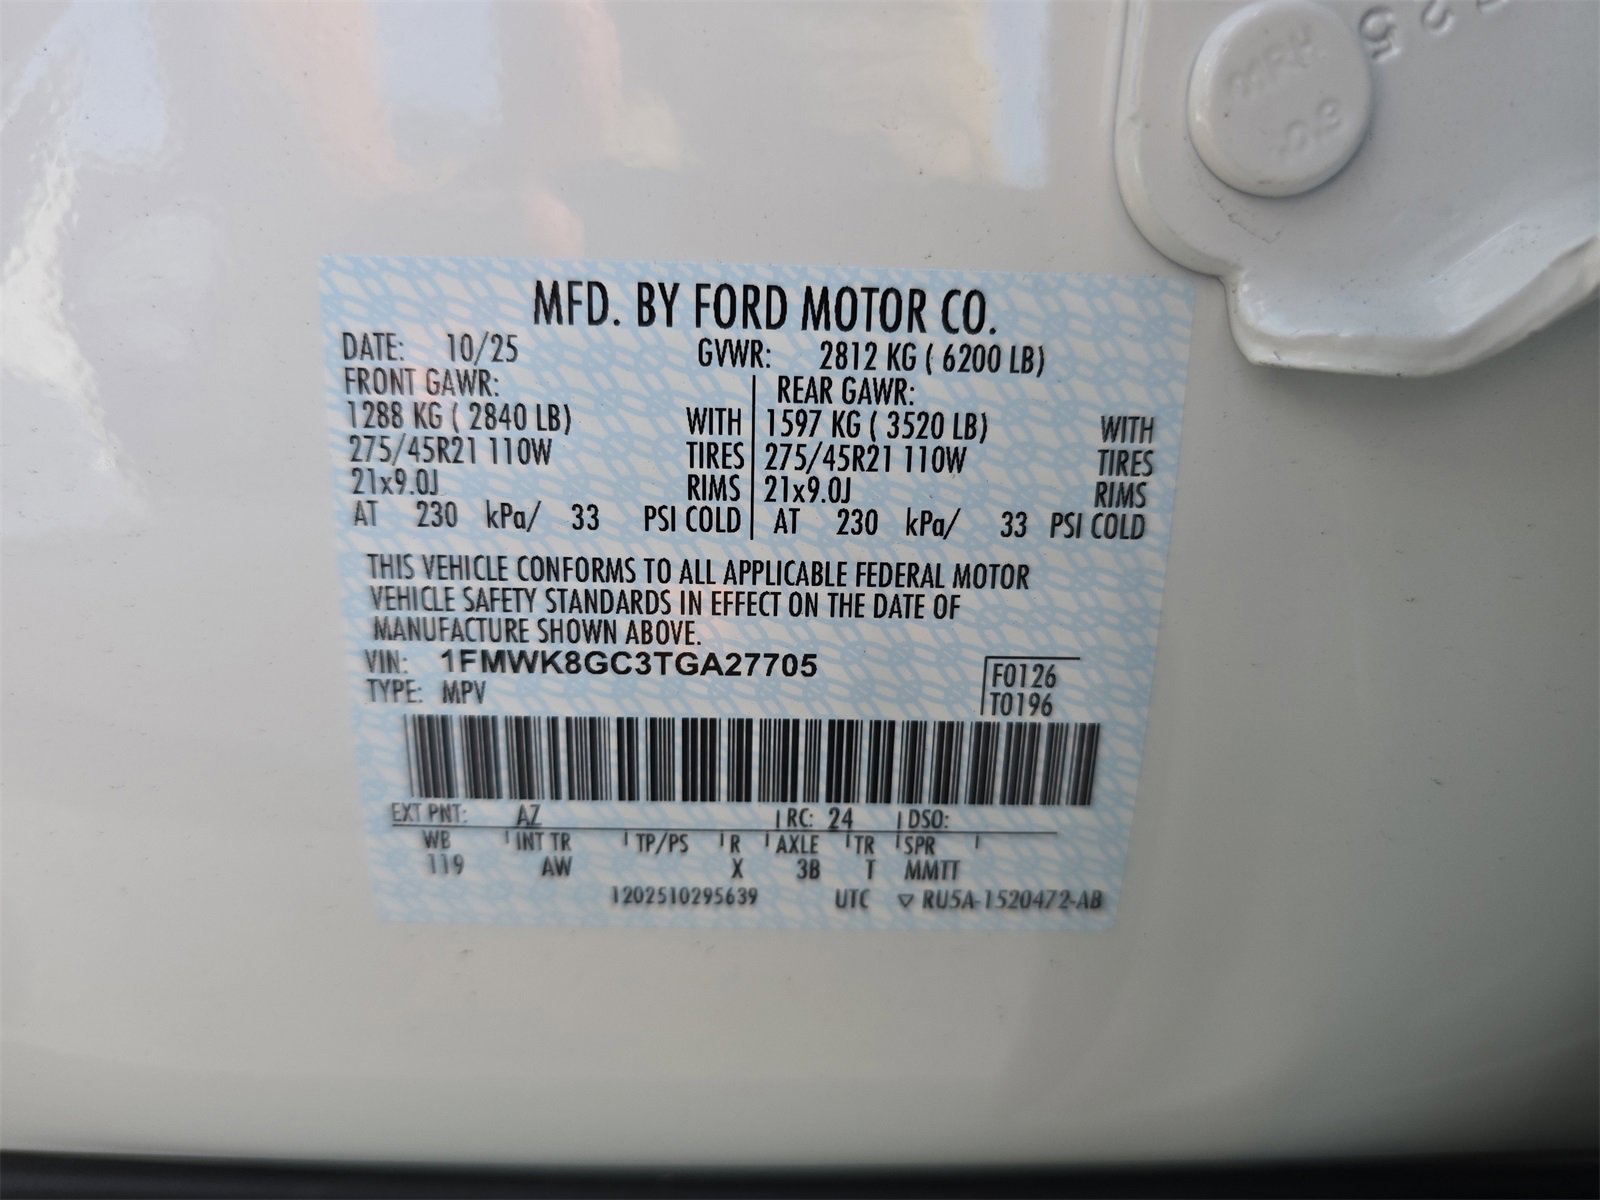 MFD. BY FORD MOTOR CO.
DATE: 10/25 GVWR: 2812 KG ( 6200 LB)
FRONT GAWR: REAR GAWR:
1288 KG ( 2840 LB) WITH 1597 KG ( 3520 LB) WITH
275/45R21 110W TIRES 275/45R21 110W TIRES
21x9.0J RIMS 21x9.0J RIMS
AT 230 kPa/ 33 PSI COLD AT 230 kPa/ 33 PSI COLD
THIS VEHICLE CONFORMS TO ALL APPLICABLE FEDERAL MOTOR
VEHICLE SAFETY STANDARDS IN EFFECT ON THE DATE OF
MANUFACTURE SHOWN ABOVE.
VIN: 1FMWK8GC3TGA27705 F0126
TYPE: MPV T0196
EXT PNT: AZ RC: 24 DSO:
WB INT TR TP/PS R AXLE TR SPR
119 AW X 3B T MMTT
1202510295639 UTC ▽ RU5A-1520472-AB